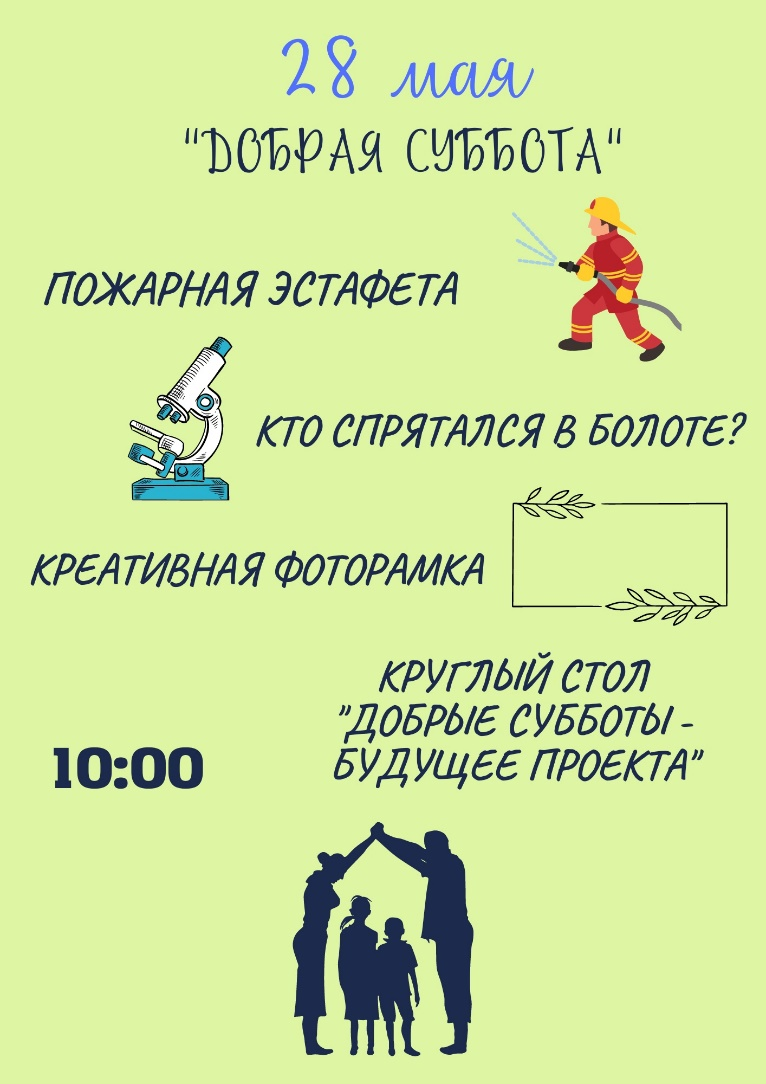 28 мая
"ДОБРАЯ СУББОТА"
ПОЖАРНАЯ ЭСТАФЕТА
КТО СПРЯТАЛСЯ В БОЛОТЕ?
КРЕАТИВНАЯ ФОТОРАМКА
КРУГЛЫЙ СТОЛ
"ДОБРЫЕ СУББОТЫ -
БУДУЩЕЕ ПРОЕКТА"
10:00